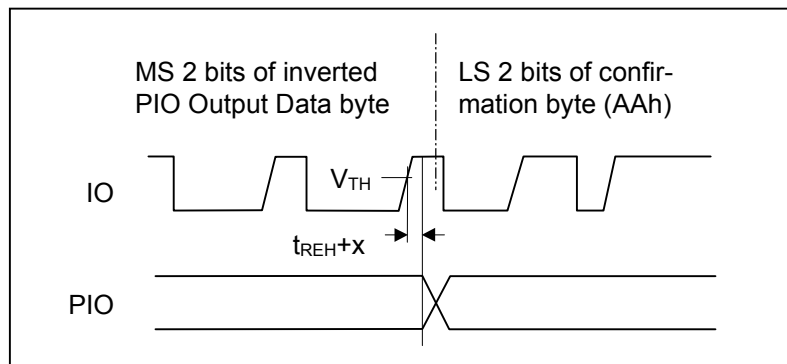 MS 2 bits of inverted
PIO Output Data byte
LS 2 bits of confir-
mation byte (AAh)
IO
VTH
tREH+x
PIO